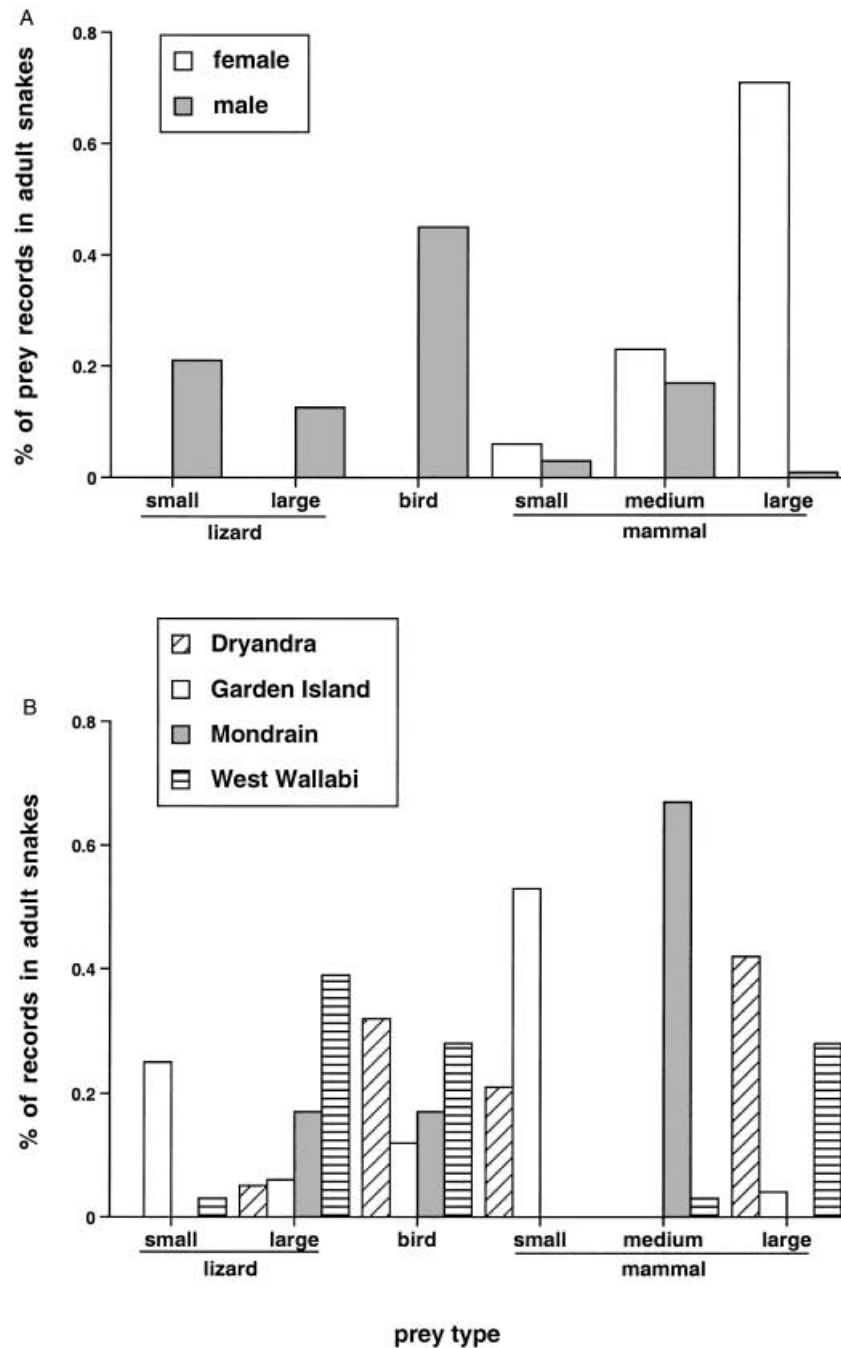 A
female
male
% of prey records in adult snakes
0.8
0.6
0.4
0.2
0
small large bird small medium large
lizard mammal
B
Dryandra
Garden Island
Mondrain
West Wallabi
% of records in adult snakes
0.8
0.6
0.4
0.2
0
small large bird small medium large
lizard mammal
prey type